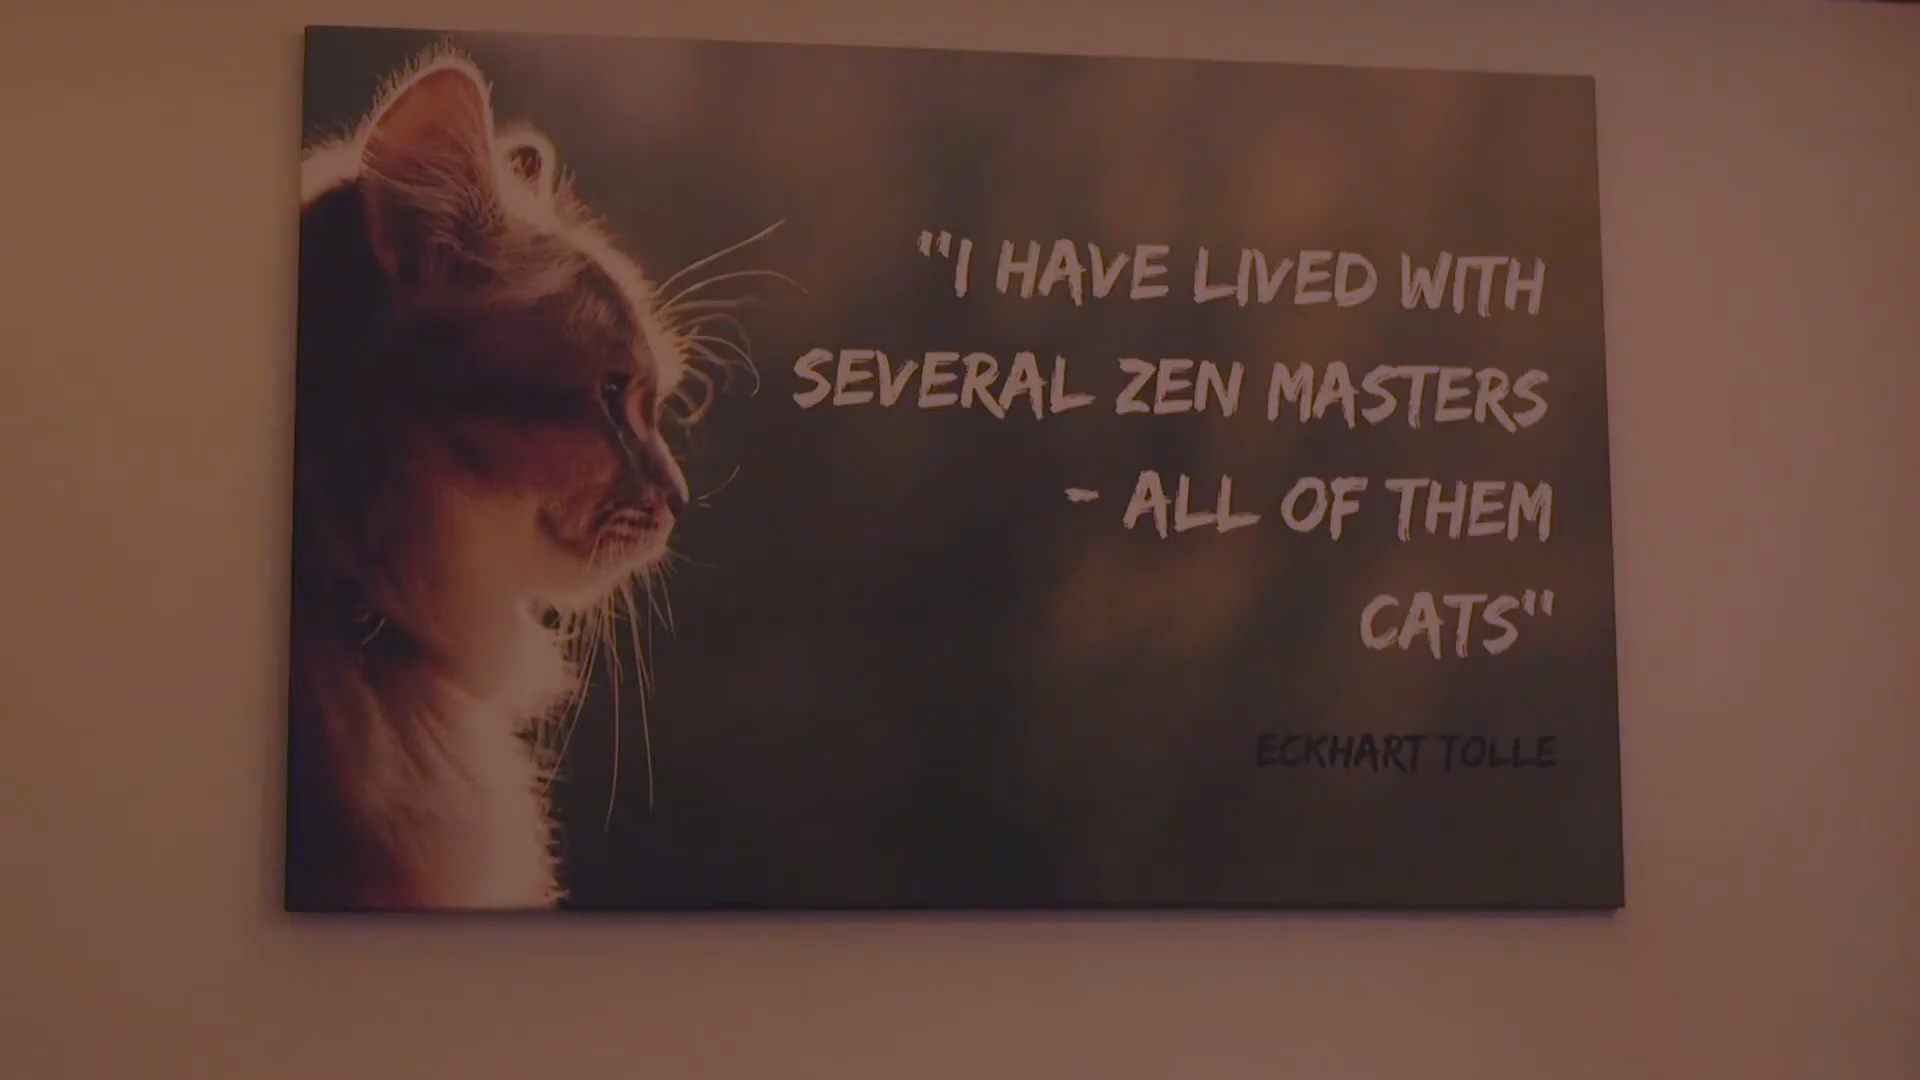 "I HAVE LIVED WITH
SEVERAL ZEN MASTERS
- ALL OF THEM
CATS"
ECKHART TOLLE